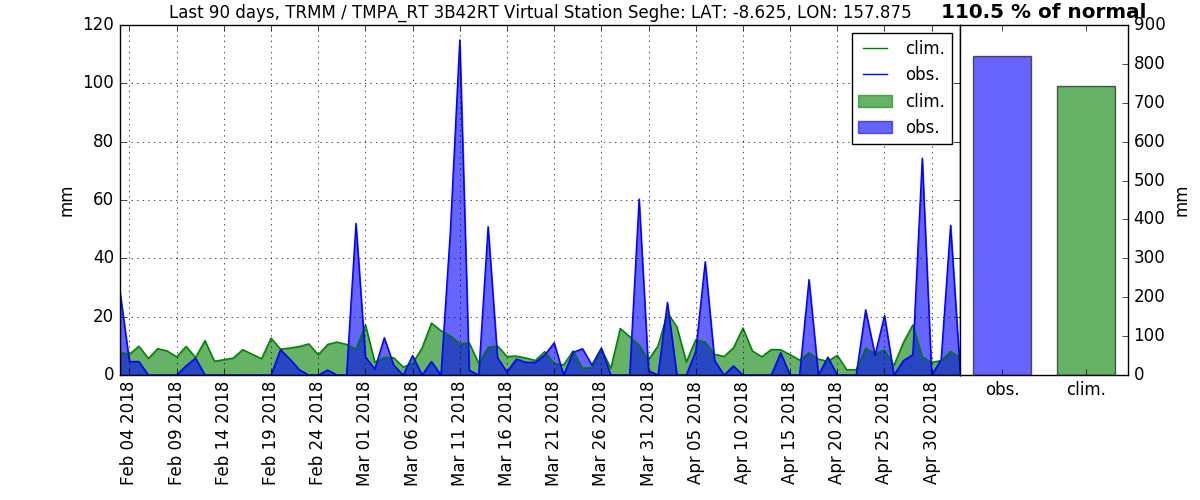 Last 90 days, TRMM / TMPA_RT 3B42RT Virtual Station Seghe: LAT: -8.625, LON: 157.875
110.5 % of normal
120
100
80
60
40
20
0
mm
clim.
obs.
clim.
obs.
Feb 04 2018
Feb 09 2018
Feb 14 2018
Feb 19 2018
Feb 24 2018
Mar 01 2018
Mar 06 2018
Mar 11 2018
Mar 16 2018
Mar 21 2018
Mar 26 2018
Mar 31 2018
Apr 05 2018
Apr 10 2018
Apr 15 2018
Apr 20 2018
Apr 25 2018
Apr 30 2018
900
800
700
600
500
400
300
200
100
0
mm
obs.
clim.